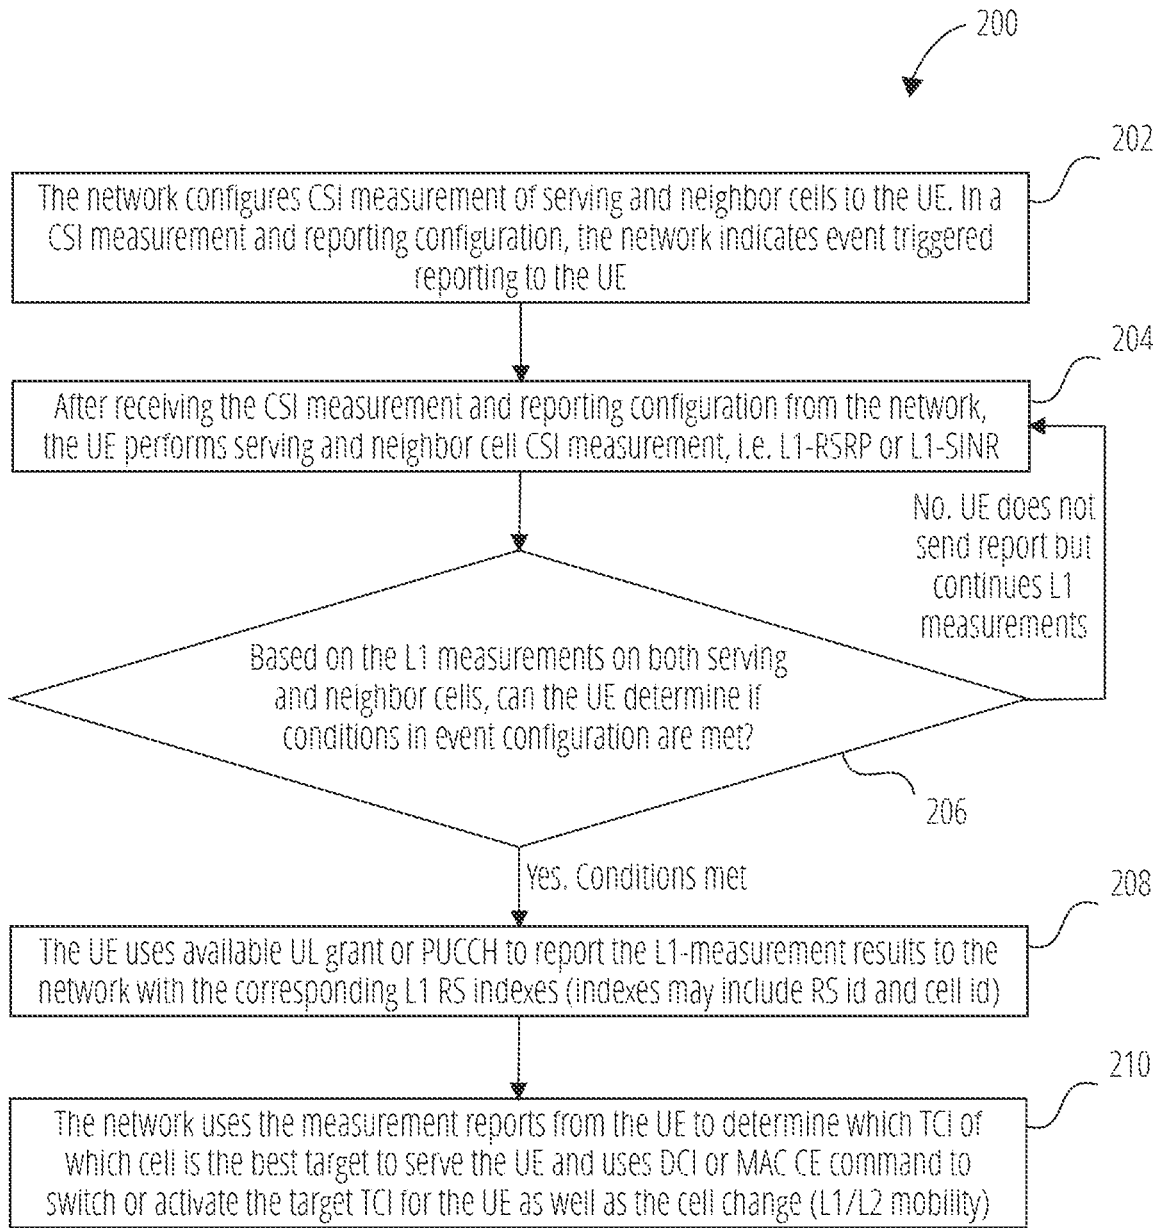 200
202
The network configures CSI measurement of serving and neighbor cells to the UE. In a
CSI measurement and reporting configuration, the network indicates event triggered
reporting to the UE
204
After receiving the CSI measurement and reporting configuration from the network,
the UE performs serving and neighbor cell CSI measurement, i.e. L1-RSRP or L1-SINR
No. UE does not
send report but
continues L1
measurements
Based on the L1 measurements on both serving
and neighbor cells, can the UE determine if
conditions in event configuration are met?
206
Yes. Conditions met
208
The UE uses available UL grant or PUCCH to report the L1-measurement results to the
network with the corresponding L1 RS indexes (indexes may include RS id and cell id)
210
The network uses the measurement reports from the UE to determine which TCI of
which cell is the best target to serve the UE and uses DCI or MAC CE command to
switch or activate the target TCI for the UE as well as the cell change (L1/L2 mobility)